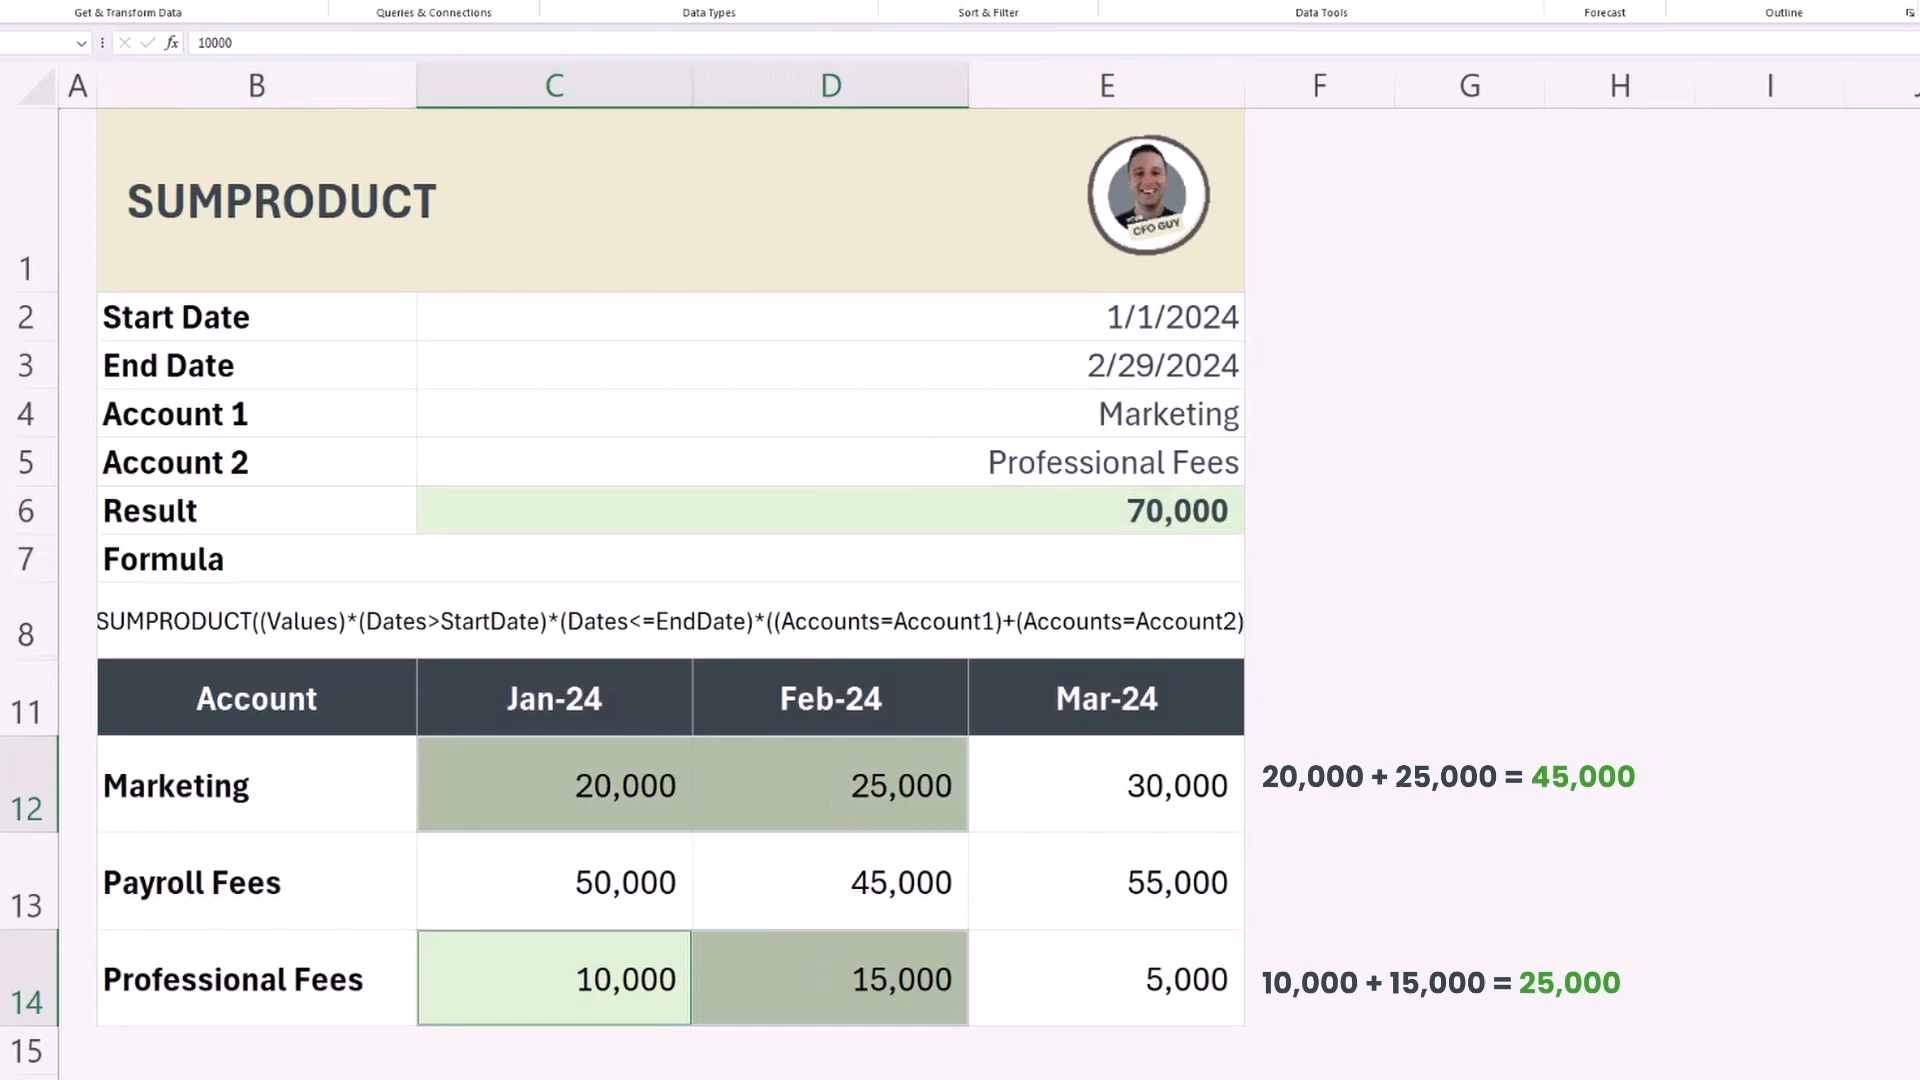 Get & Transform Data Queries & Connections Data Types Sort & Filter Data Tools Forecast Outline
fx 10000
A B C D E F G H I
1 SUMPRODUCT CFO GUY
2 Start Date 1/1/2024
3 End Date 2/29/2024
4 Account 1 Marketing
5 Account 2 Professional Fees
6 Result 70,000
7 Formula
8 SUMPRODUCT((Values)*(Dates>StartDate)*(Dates<=EndDate)*((Accounts=Account1)+(Accounts=Account2)
11 Account Jan-24 Feb-24 Mar-24
12 Marketing 20,000 25,000 30,000 20,000 + 25,000 = 45,000
13 Payroll Fees 50,000 45,000 55,000
14 Professional Fees 10,000 15,000 5,000 10,000 + 15,000 = 25,000
15